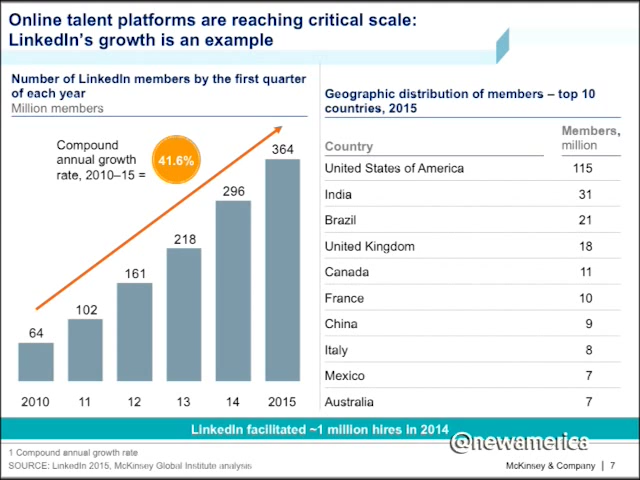 Online talent platforms are reaching critical scale:
LinkedIn's growth is an example
Number of LinkedIn members by the first quarter
of each year
Million members
Compound
annual growth
rate, 2010–15 =
41.6%
64
102
161
218
296
364
2010
11
12
13
14
2015
Geographic distribution of members – top 10
countries, 2015
Country Members, million
United States of America 115
India 31
Brazil 21
United Kingdom 18
Canada 11
France 10
China 9
Italy 8
Mexico 7
Australia 7
LinkedIn facilitated ~1 million hires in 2014
@newamerica
1 Compound annual growth rate
SOURCE: LinkedIn 2015, McKinsey Global Institute analysis
McKinsey & Company | 7